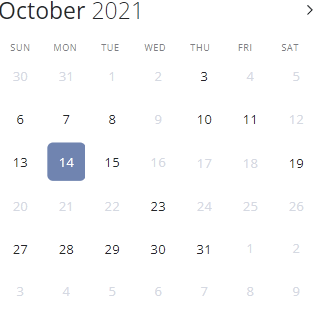 October 2021
SUN MON TUE WED THU FRI SAT
30 31 1 2 3 4 5
6 7 8 9 10 11 12
13 14 15 16 17 18 19
20 21 22 23 24 25 26
27 28 29 30 31 1 2
3 4 5 6 7 8 9